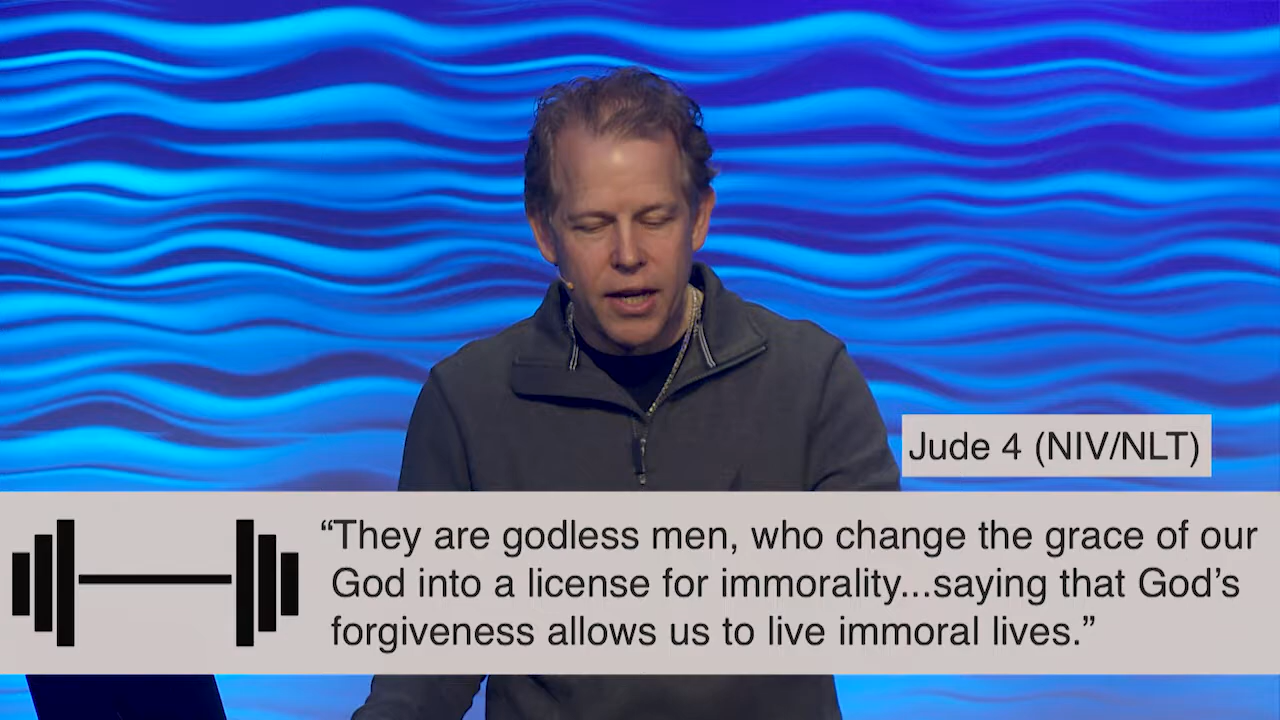 Jude 4 (NIV/NLT)
“They are godless men, who change the grace of our
God into a license for immorality...saying that God’s
forgiveness allows us to live immoral lives.”